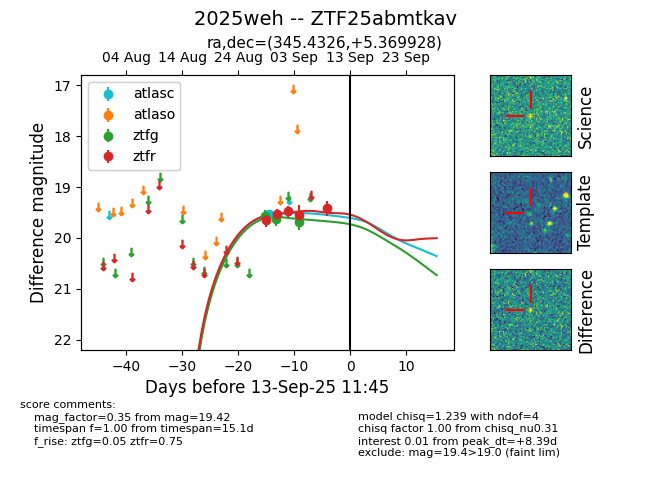 2025weh -- ZTF25abmtkav
ra,dec=(345.4326,+5.369928)
04 Aug 14 Aug 24 Aug 03 Sep 13 Sep 23 Sep
17
18
19
20
21
22
Difference magnitude
atlasc
atlaso
ztfg
ztfr
−40 −30 −20 −10 0 10
Days before 13-Sep-25 11:45
Science
Template
Difference
score comments:
mag_factor=0.35 from mag=19.42
timespan f=1.00 from timespan=15.1d
f_rise: ztfg=0.05 ztfr=0.75
model chisq=1.239 with ndof=4
chisq factor 1.00 from chisq_nu0.31
interest 0.01 from peak_dt=+8.39d
exclude: mag=19.4>19.0 (faint lim)